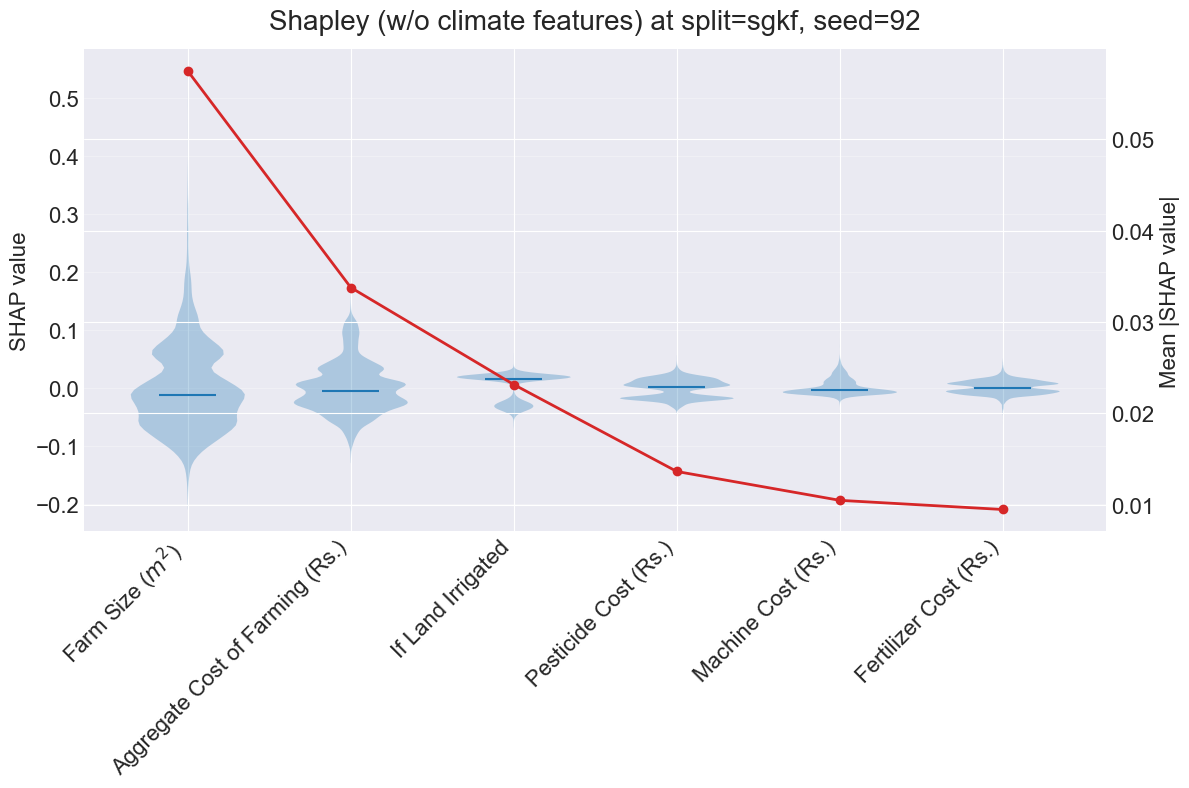 Shapley (w/o climate features) at split=sgkf, seed=92
SHAP value
0.5
0.4
0.3
0.2
0.1
0.0
−0.1
−0.2
0.05
0.04
0.03
0.02
0.01
Mean |SHAP value|
Farm Size (m²)
Aggregate Cost of Farming (Rs.)
If Land Irrigated
Pesticide Cost (Rs.)
Machine Cost (Rs.)
Fertilizer Cost (Rs.)